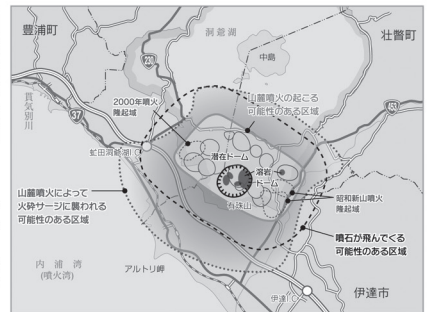 豊浦町
洞爺湖
中島
壮瞥町
230
2000年噴火
隆起域
山麓噴火の起こる
可能性のある区域
貫気別川
37
453
虻田洞爺湖IC
潜在ドーム
溶岩
ドーム
昭和新山噴火
隆起域
有珠山
山麓噴火によって
火砕サージに襲われる
可能性のある区域
噴石が飛んでくる
可能性のある区域
内浦湾
(噴火湾)
アルトリ岬
伊達IC
伊達市